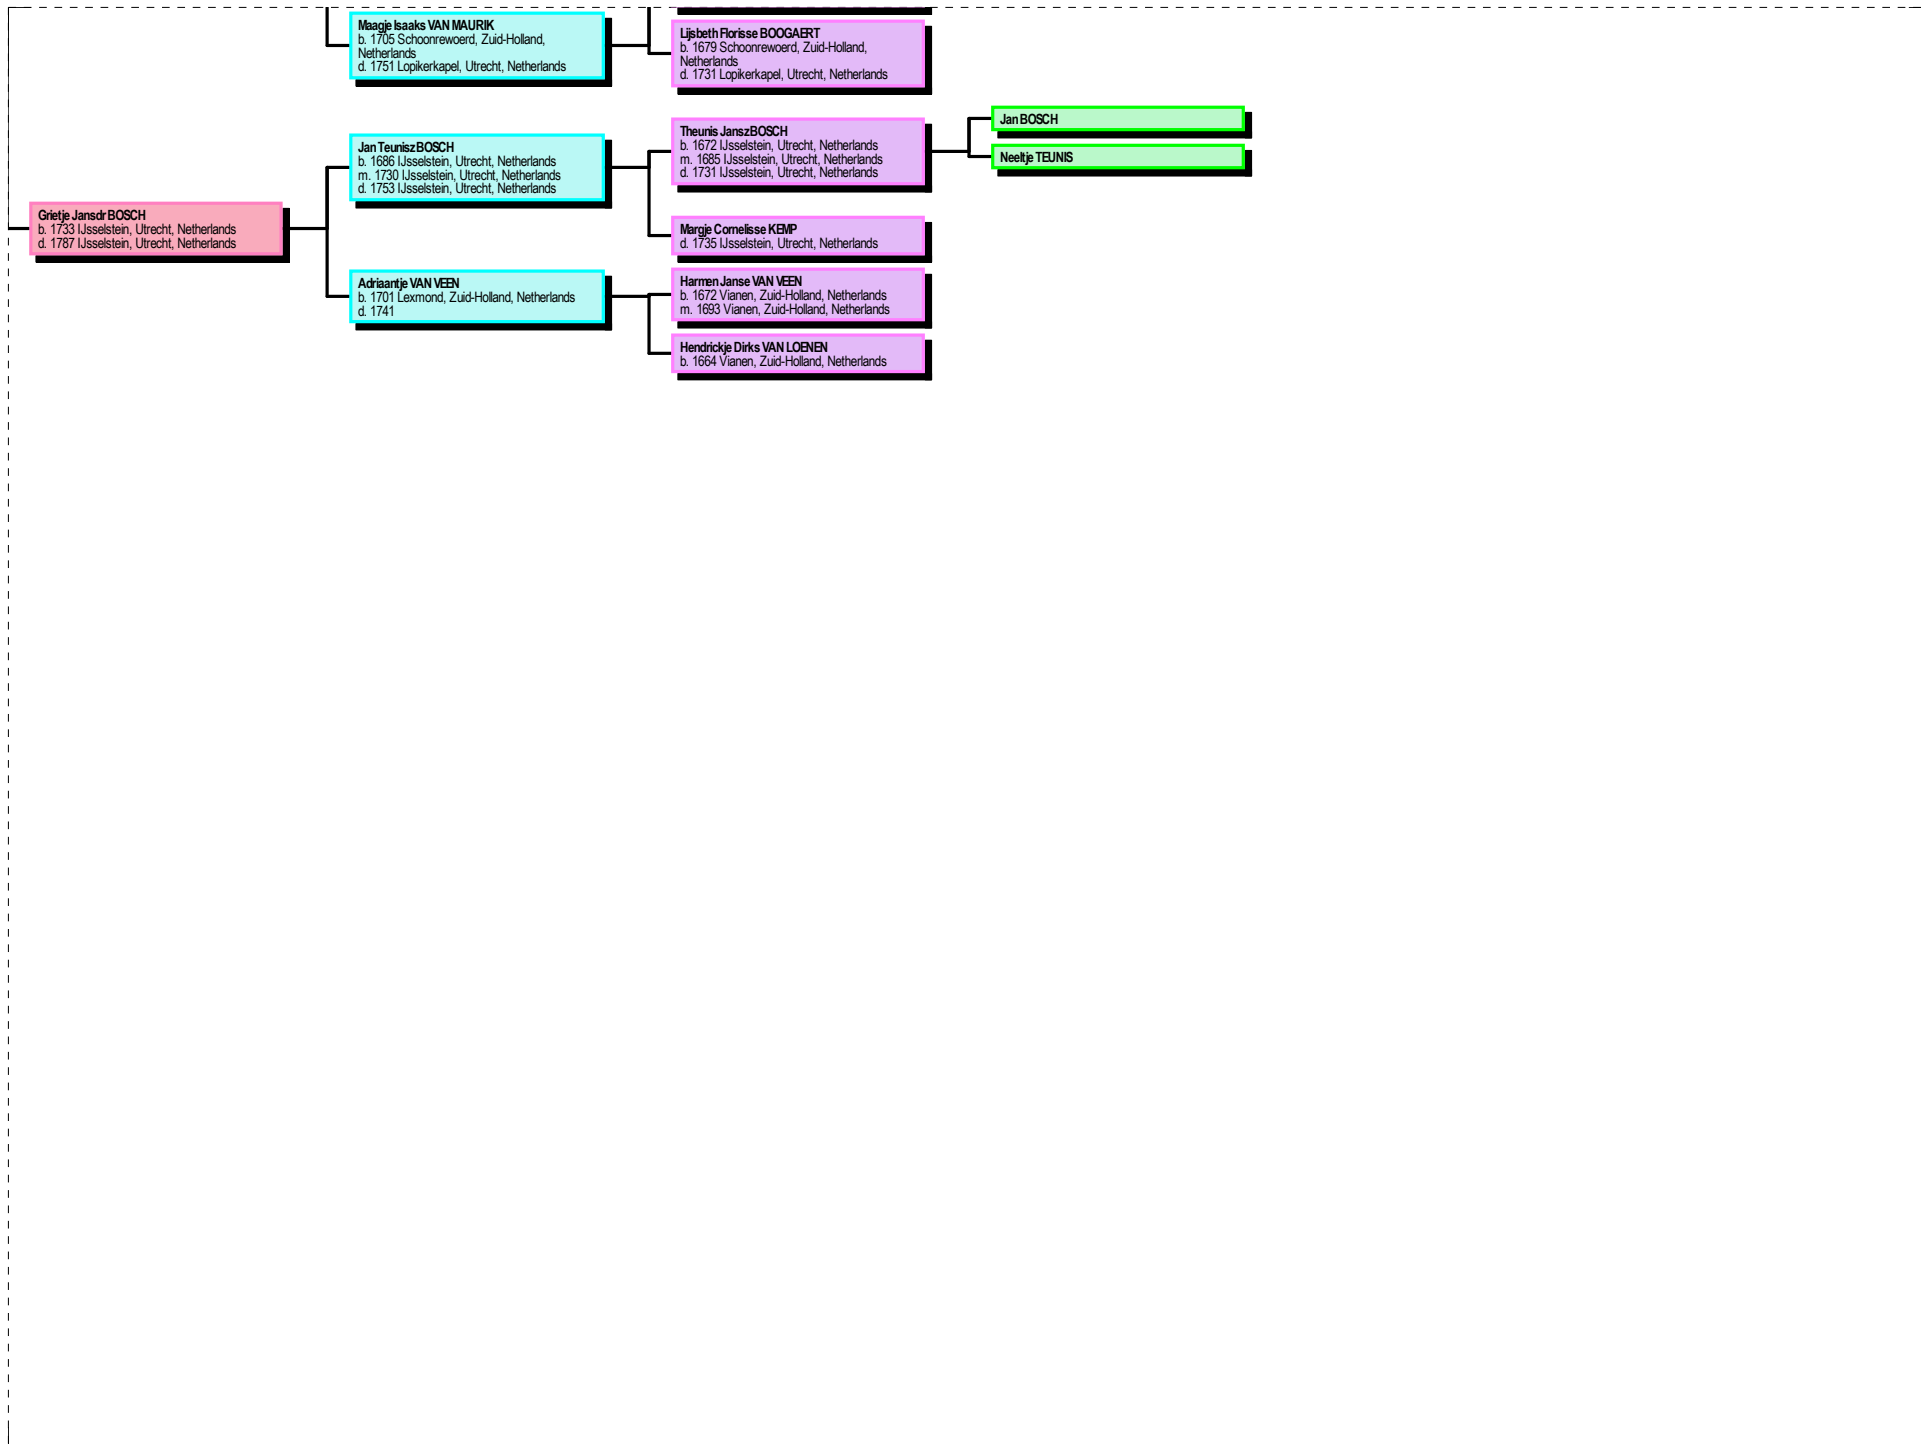 Maagje Isaaks VAN MAURIK
b. 1705 Schoonrewoerd, Zuid-Holland,
Netherlands
d. 1751 Lopikerkapel, Utrecht, Netherlands
Lijsbeth Florisse BOOGAERT
b. 1679 Schoonrewoerd, Zuid-Holland,
Netherlands
d. 1731 Lopikerkapel, Utrecht, Netherlands
Grietje Jansdr BOSCH
b. 1733 IJsselstein, Utrecht, Netherlands
d. 1787 IJsselstein, Utrecht, Netherlands
Jan Teunisz BOSCH
b. 1686 IJsselstein, Utrecht, Netherlands
m. 1730 IJsselstein, Utrecht, Netherlands
d. 1753 IJsselstein, Utrecht, Netherlands
Theunis Jansz BOSCH
b. 1672 IJsselstein, Utrecht, Netherlands
m. 1685 IJsselstein, Utrecht, Netherlands
d. 1731 IJsselstein, Utrecht, Netherlands
Jan BOSCH
Neeltje TEUNIS
Margje Cornelisse KEMP
d. 1735 IJsselstein, Utrecht, Netherlands
Adriaantje VAN VEEN
b. 1701 Lexmond, Zuid-Holland, Netherlands
d. 1741
Harmen Janse VAN VEEN
b. 1672 Vianen, Zuid-Holland, Netherlands
m. 1693 Vianen, Zuid-Holland, Netherlands
Hendrickje Dirks VAN LOENEN
b. 1664 Vianen, Zuid-Holland, Netherlands